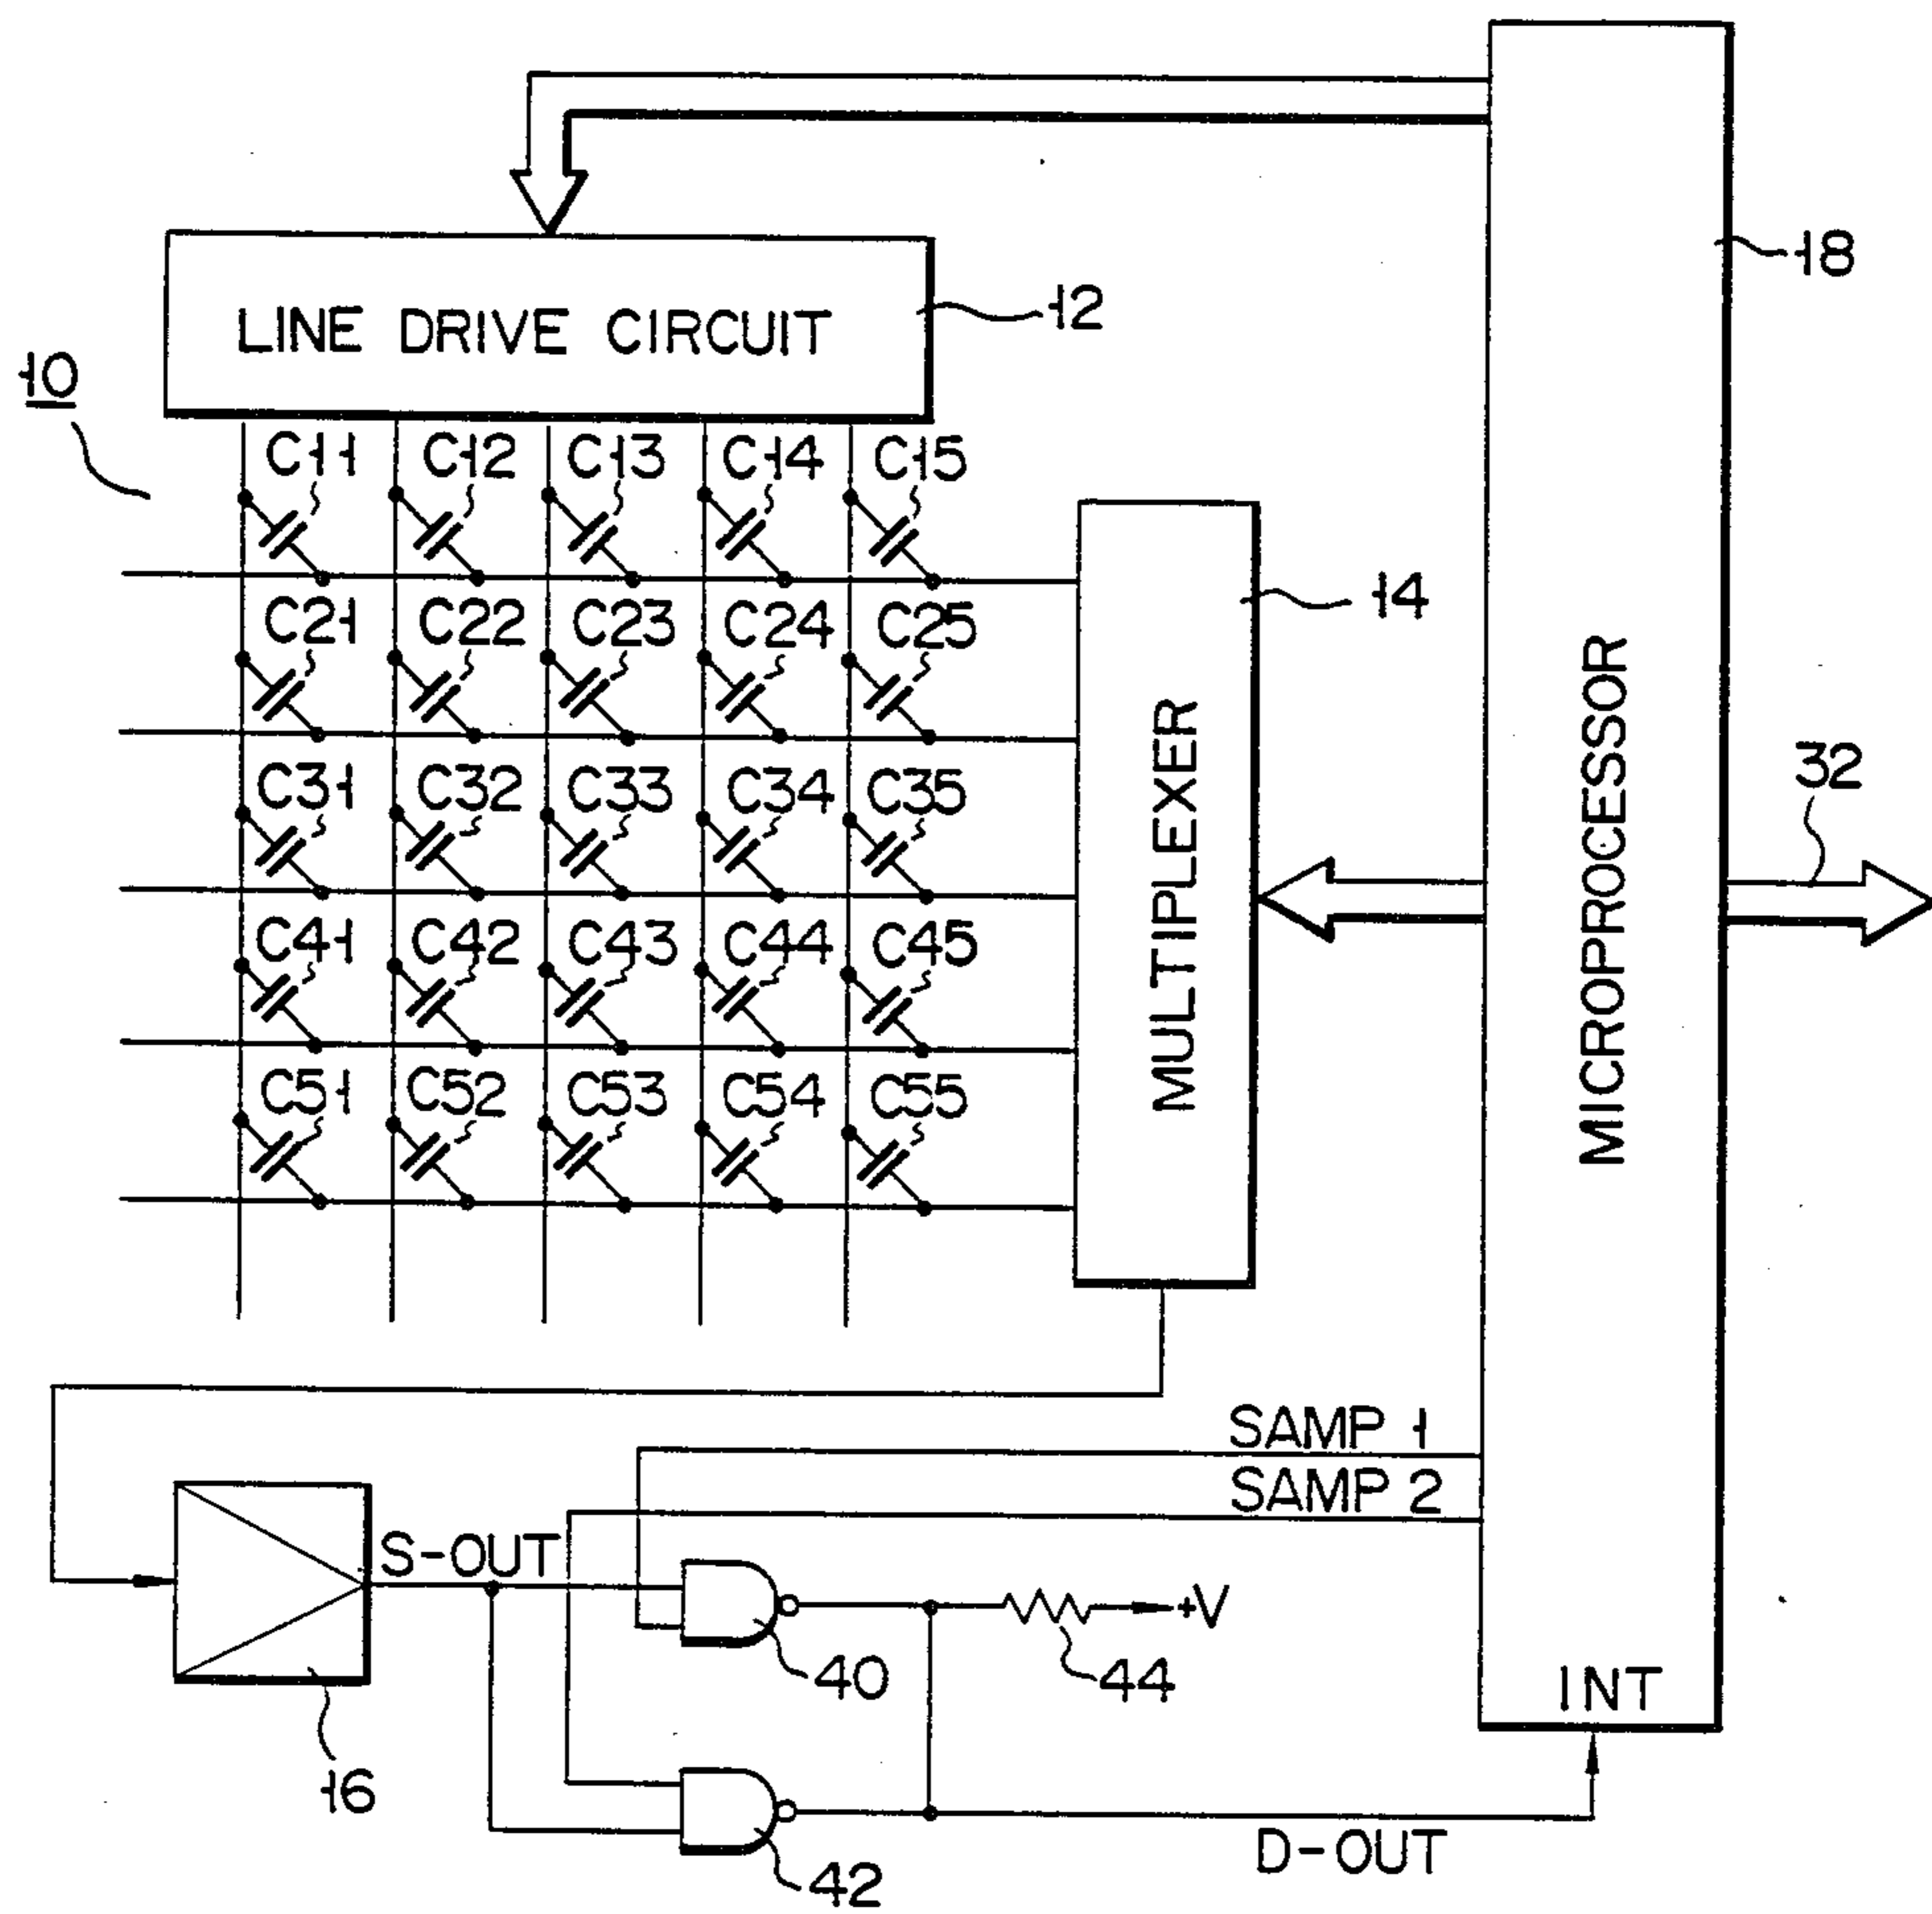 18
LINE DRIVE CIRCUIT
12
10
C11 C12 C13 C14 C15
14
C21 C22 C23 C24 C25
MULTIPLEXER
MICROPROCESSOR
32
C31 C32 C33 C34 C35
C41 C42 C43 C44 C45
C51 C52 C53 C54 C55
SAMP 1
SAMP 2
S-OUT
+V
40
44
INT
16
42
D-OUT